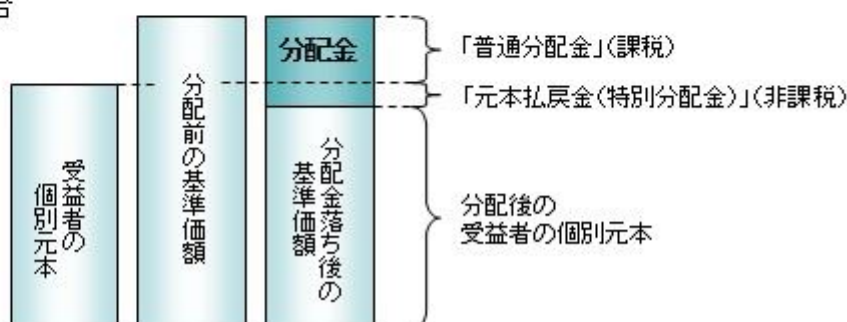 分配金
「普通分配金」(課税)
「元本払戻金(特別分配金)」(非課税)
受益者の
個別元本
分配前の基準価額
分配金落ち後の
基準価額
分配後の
受益者の個別元本